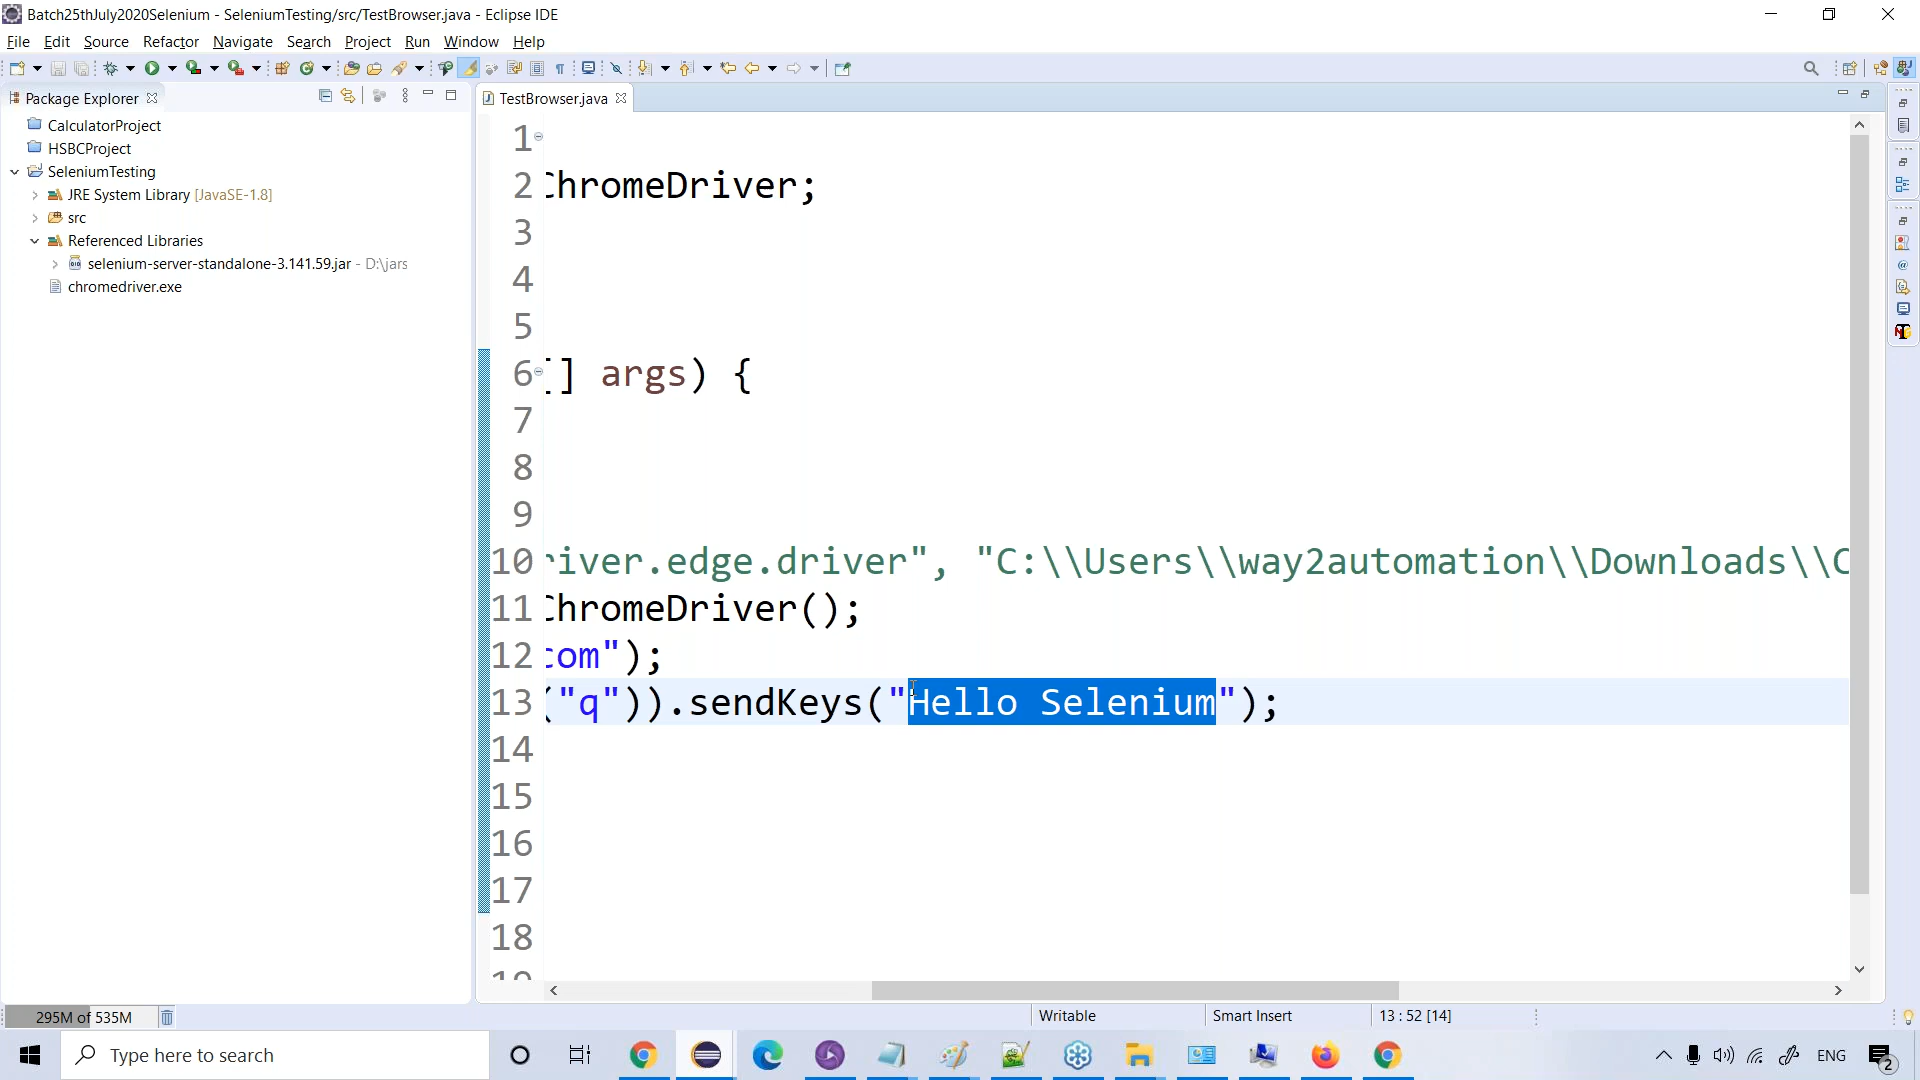 Batch25thJuly2020Selenium - SeleniumTesting/src/TestBrowser.java - Eclipse IDE
File Edit Source Refactor Navigate Search Project Run Window Help
Package Explorer
TestBrowser.java
CalculatorProject
HSBCProject
SeleniumTesting
JRE System Library [JavaSE-1.8]
src
Referenced Libraries
selenium-server-standalone-3.141.59.jar - D:\jars
chromedriver.exe
1
2 ChromeDriver;
3
4
5
6 [] args) {
7
8
9
10 river.edge.driver", "C:\\Users\\way2automation\\Downloads\\C
11 ChromeDriver();
12 com");
13 ("q")).sendKeys("Hello Selenium");
14
15
16
17
18
295M of 535M
Writable
Smart Insert
13 : 52 [14]
Type here to search
ENG
2